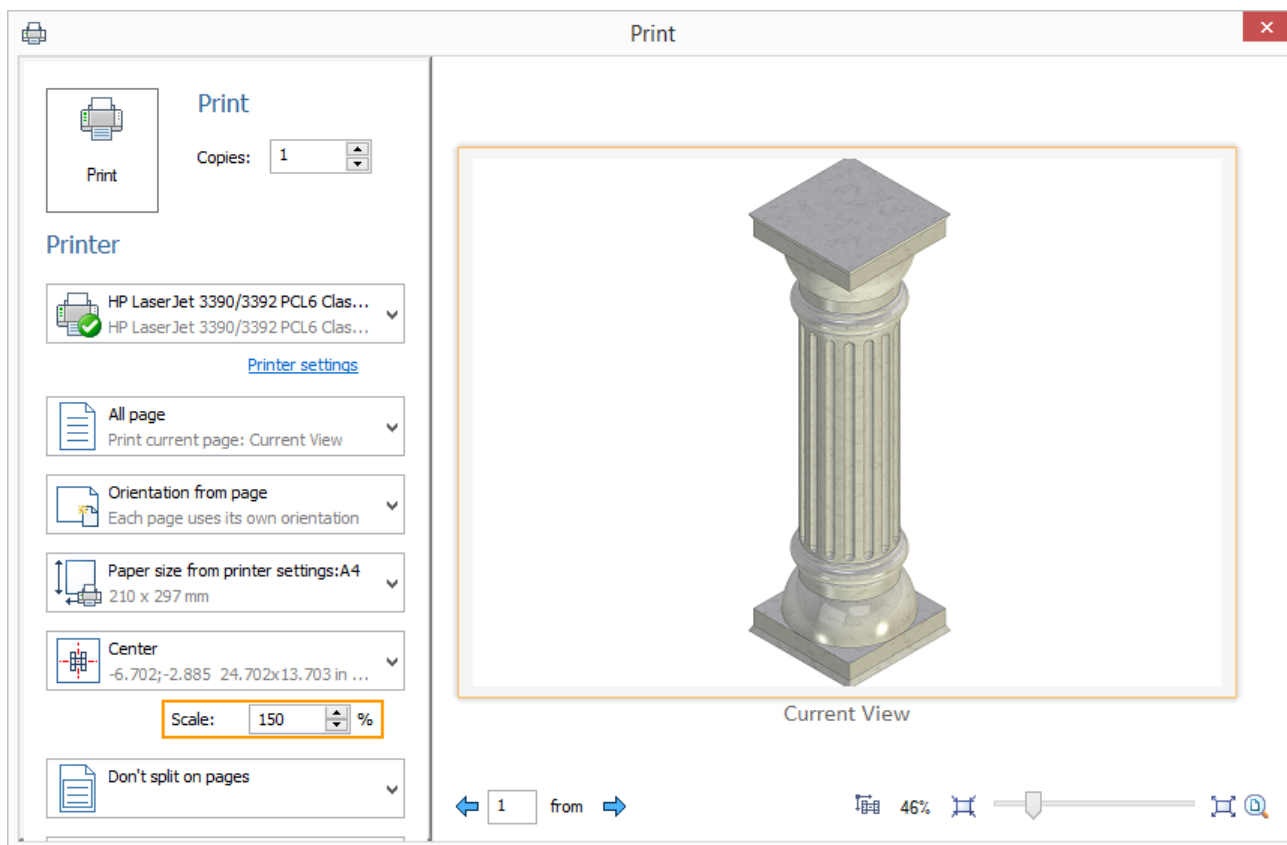 Print
Print
Print
Copies:
1
Printer
HP LaserJet 3390/3392 PCL6 Clas...
HP LaserJet 3390/3392 PCL6 Clas...
Printer settings
All page
Print current page: Current View
Orientation from page
Each page uses its own orientation
Paper size from printer settings:A4
210 x 297 mm
Center
-6.702;-2.885 24.702x13.703 in ...
Scale: 150 %
Don't split on pages
Current View
1 from
46%